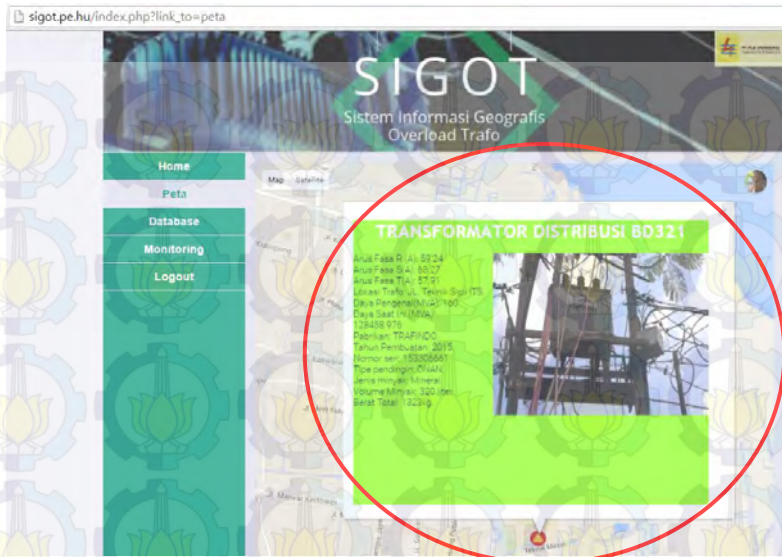 sigot.pe.hu/index.php?link_to=peta
SIGOT
Sistem Informasi Geografis
Overload Trafo
Home
Peta
Database
Monitoring
Logout
Map Satellite
TRANSFORMATOR DISTRIBUSI BD321
Arus Fasa R(A): 59.24
Arus Fasa S(A):
Arus Fasa T(A): 57.91
Lokasi Trafo: JL. Teknik Sipil ITS
Daya Pengenal(MVA): 160
Daya Saat Ini (MVA):
128458.976
Pabrikan: TRAFINDO
Tahun Pembuatan: 2015
Nomor seri: 153306661
Tipe pendingin: ONAN
Jenis minyak: Mineral
Volume Minyak: 320 liter
Berat Total: 1323kg
Teknik Mesin